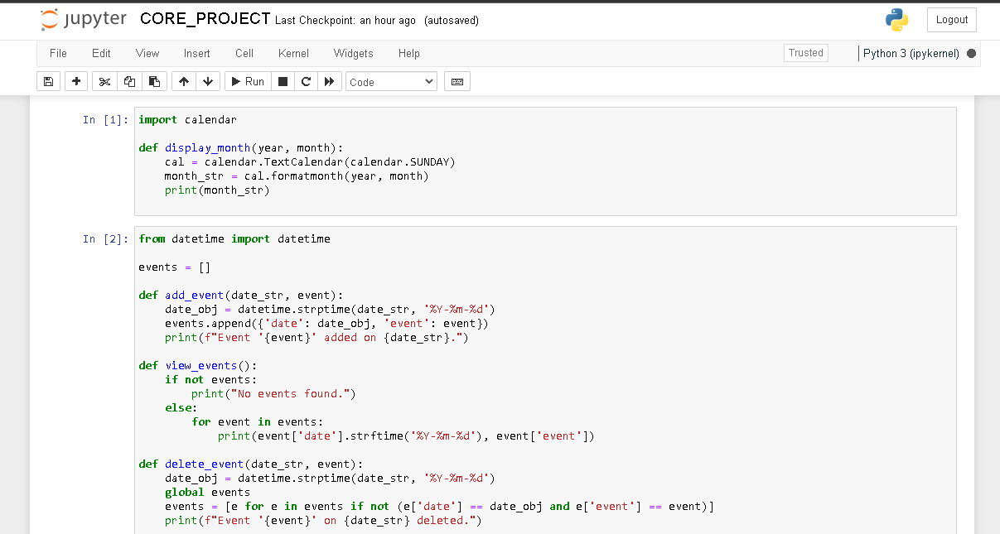 jupyter CORE_PROJECT Last Checkpoint: an hour ago (autosaved) Logout
File Edit View Insert Cell Kernel Widgets Help Trusted Python 3 (ipykernel)
Run Code
In [1]: import calendar

def display_month(year, month):
    cal = calendar.TextCalendar(calendar.SUNDAY)
    month_str = cal.formatmonth(year, month)
    print(month_str)

In [2]: from datetime import datetime

events = []

def add_event(date_str, event):
    date_obj = datetime.strptime(date_str, '%Y-%m-%d')
    events.append({'date': date_obj, 'event': event})
    print(f"Event '{event}' added on {date_str}.")

def view_events():
    if not events:
        print("No events found.")
    else:
        for event in events:
            print(event['date'].strftime('%Y-%m-%d'), event['event'])

def delete_event(date_str, event):
    date_obj = datetime.strptime(date_str, '%Y-%m-%d')
    global events
    events = [e for e in events if not (e['date'] == date_obj and e['event'] == event)]
    print(f"Event '{event}' on {date_str} deleted.")